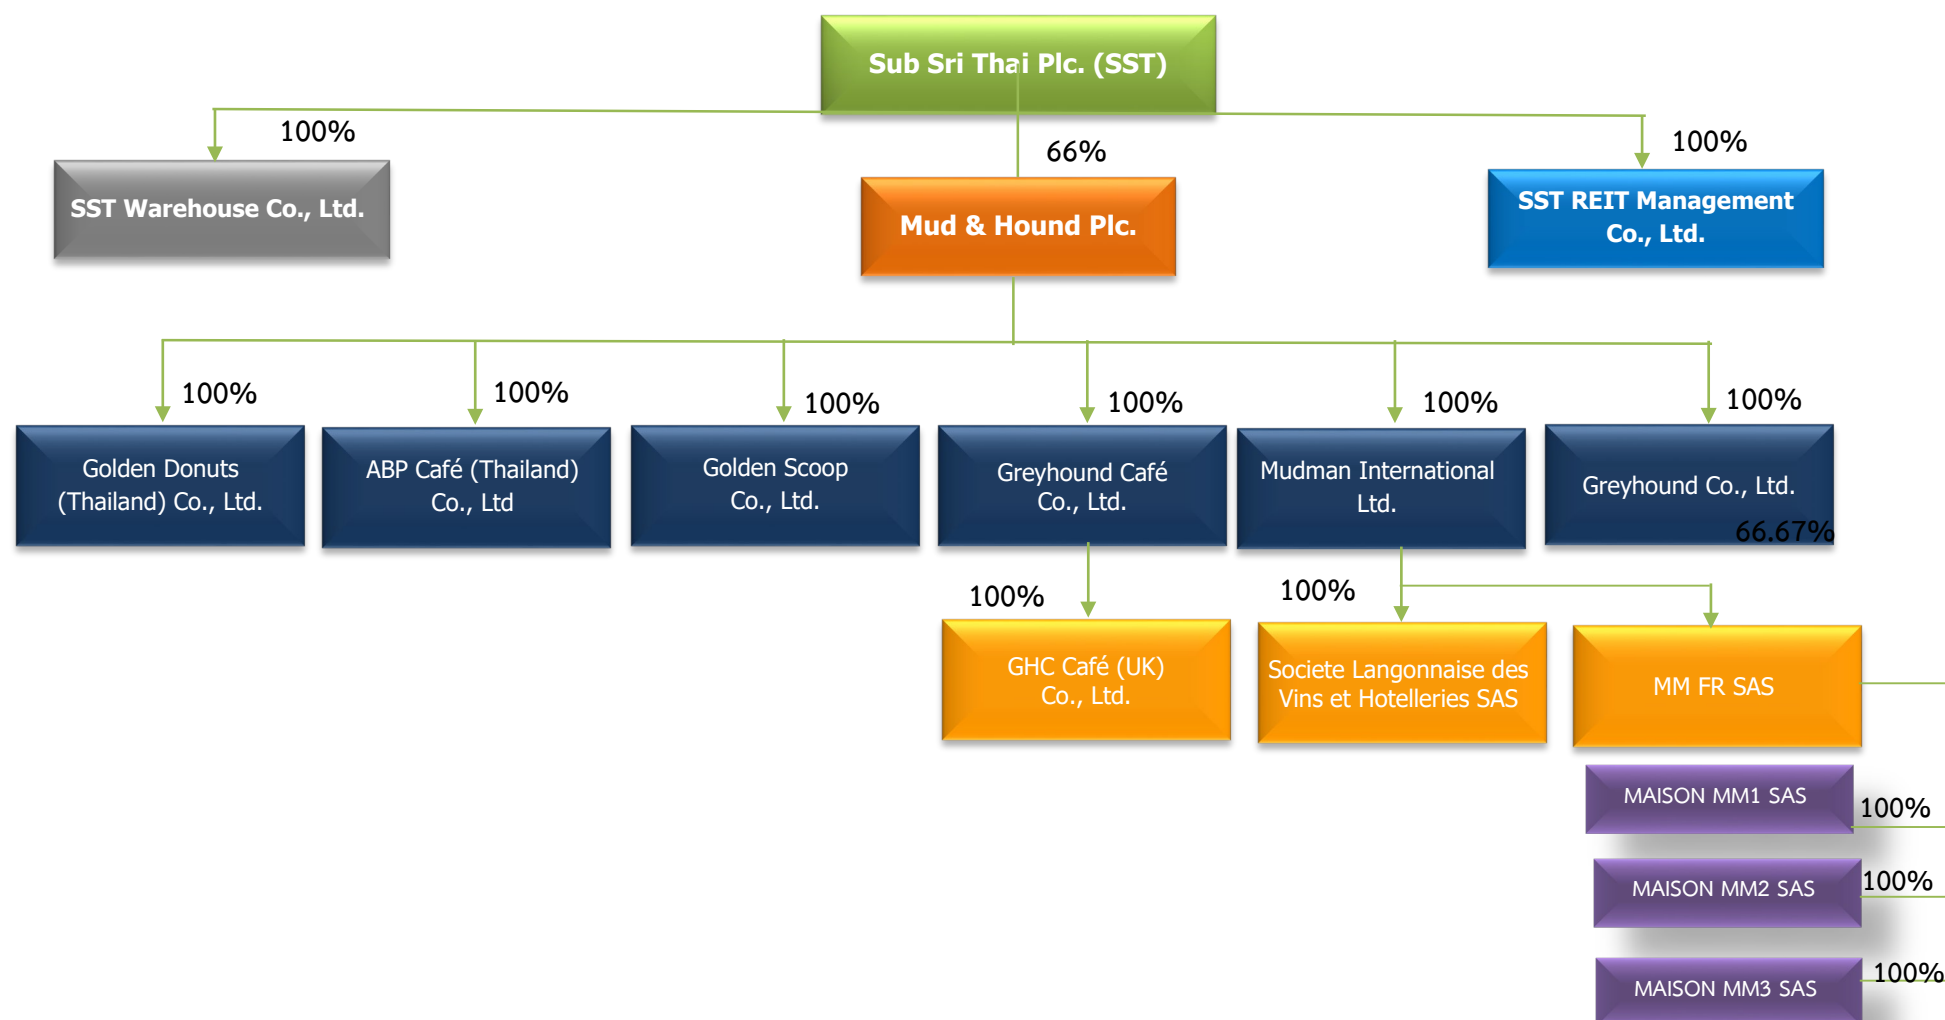 Sub Sri Thai Plc. (SST)
100%
66%
100%
SST Warehouse Co., Ltd.
Mud & Hound Plc.
SST REIT Management
Co., Ltd.
100%
100%
100%
100%
100%
100%
Golden Donuts
(Thailand) Co., Ltd.
ABP Café (Thailand)
Co., Ltd
Golden Scoop
Co., Ltd.
Greyhound Café
Co., Ltd.
Mudman International
Ltd.
Greyhound Co., Ltd.
66.67%
100%
100%
GHC Café (UK)
Co., Ltd.
Societe Langonnaise des
Vins et Hotelleries SAS
MM FR SAS
MAISON MM1 SAS
100%
MAISON MM2 SAS
100%
MAISON MM3 SAS
100%